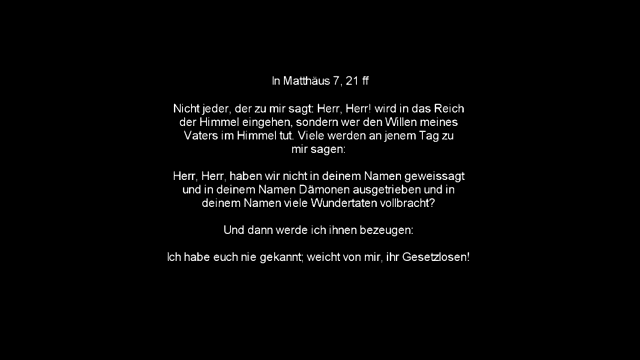 In Matthäus 7, 21 ff
Nicht jeder, der zu mir sagt: Herr, Herr! wird in das Reich
der Himmel eingehen, sondern wer den Willen meines
Vaters im Himmel tut. Viele werden an jenem Tag zu
mir sagen:
Herr, Herr, haben wir nicht in deinem Namen geweissagt
und in deinem Namen Dämonen ausgetrieben und in
deinem Namen viele Wundertaten vollbracht?
Und dann werde ich ihnen bezeugen:
Ich habe euch nie gekannt; weicht von mir, ihr Gesetzlosen!